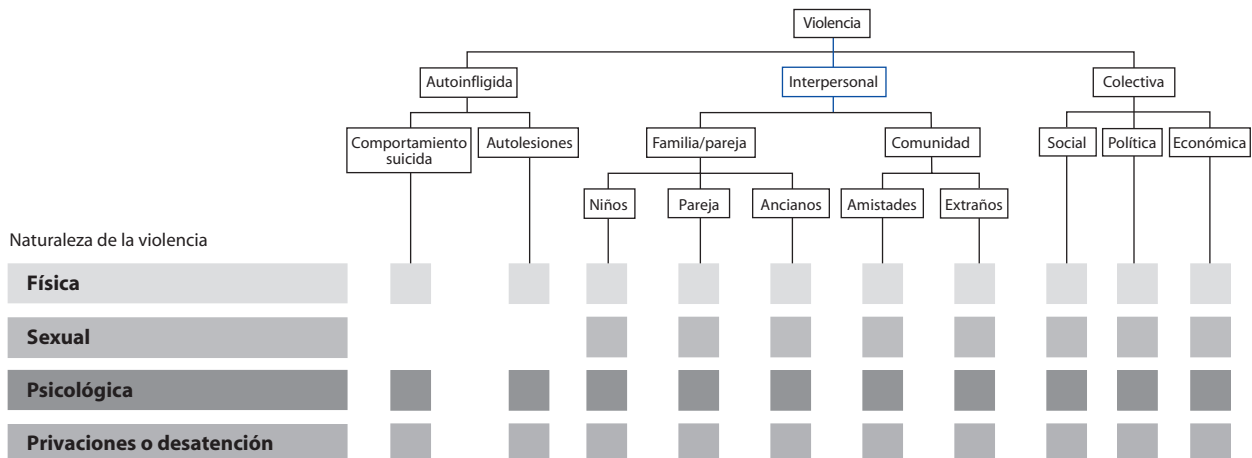 Violencia
Autoinfligida
Interpersonal
Colectiva
Comportamiento
suicida
Autolesiones
Familia/pareja
Comunidad
Social
Política
Económica
Niños
Pareja
Ancianos
Amistades
Extraños
Naturaleza de la violencia
Física
Sexual
Psicológica
Privaciones o desatención